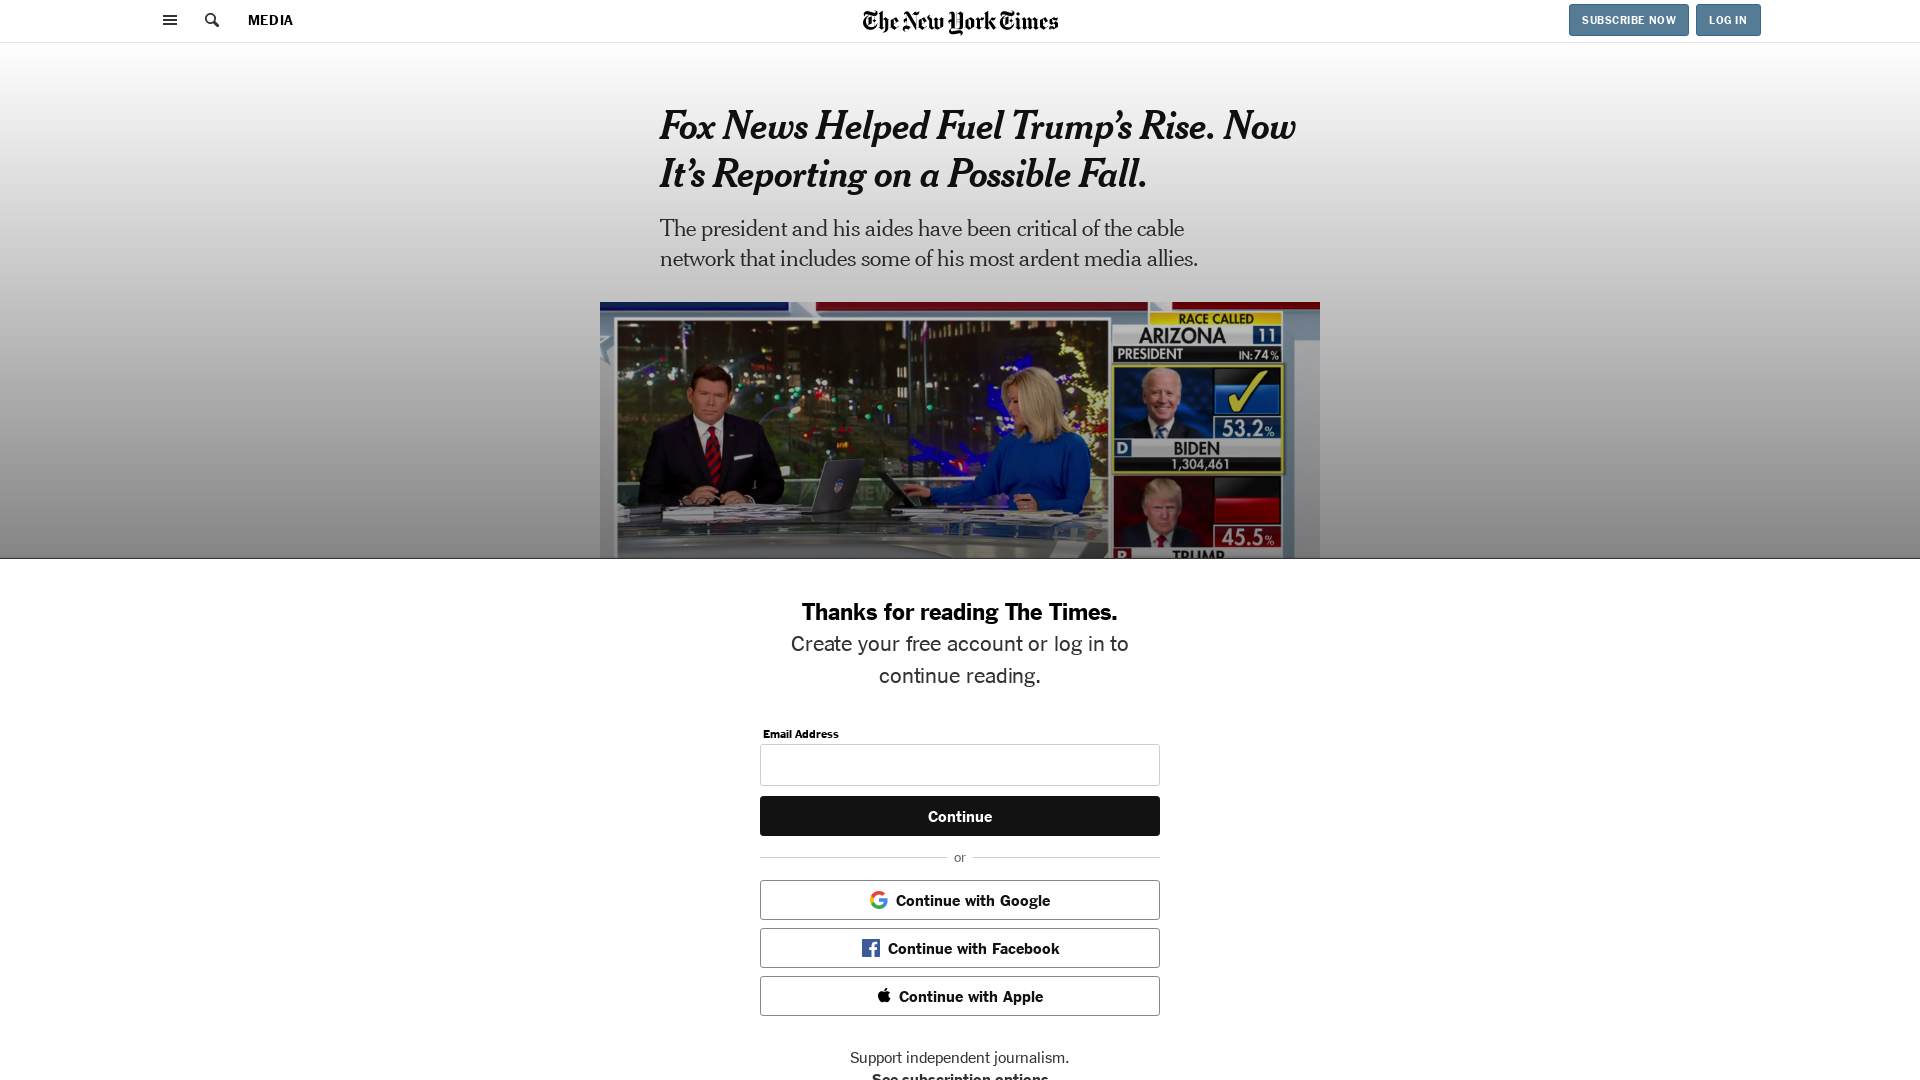 MEDIA
The New York Times
SUBSCRIBE NOW
LOG IN
Fox News Helped Fuel Trump’s Rise. Now
It’s Reporting on a Possible Fall.
The president and his aides have been critical of the cable
network that includes some of his most ardent media allies.
RACE CALLED
ARIZONA 11
PRESIDENT IN: 74%
53.2%
D BIDEN
1,304,461
45.5%
R TRUMP
Thanks for reading The Times.
Create your free account or log in to
continue reading.
Email Address
Continue
or
Continue with Google
Continue with Facebook
Continue with Apple
Support independent journalism.
See subscription options